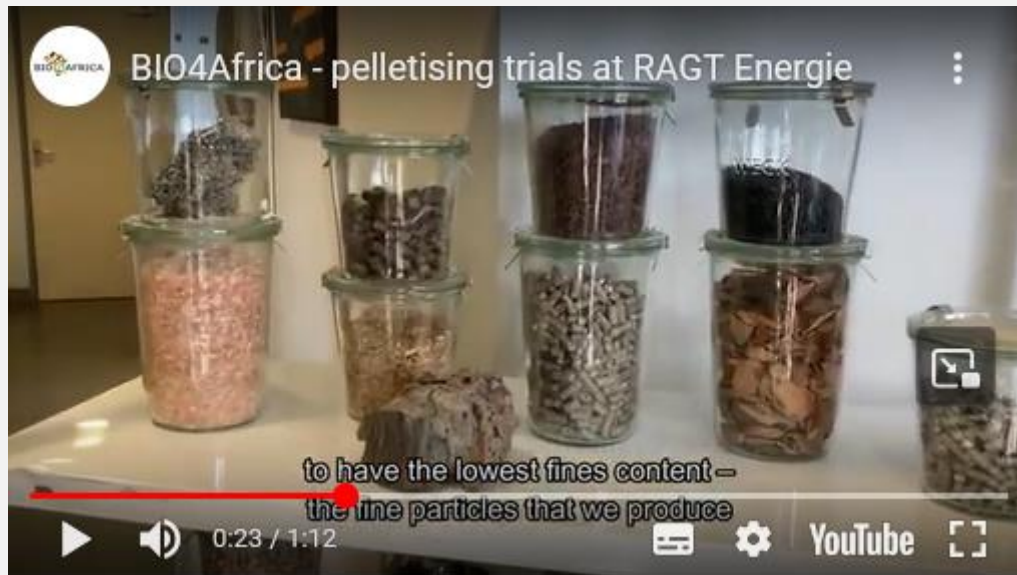 BIO4AFRICA
BIO4Africa - pelletising trials at RAGT Energie
WECK
to have the lowest fines content –
the fine particles that we produce
0:23 / 1:12
YouTube